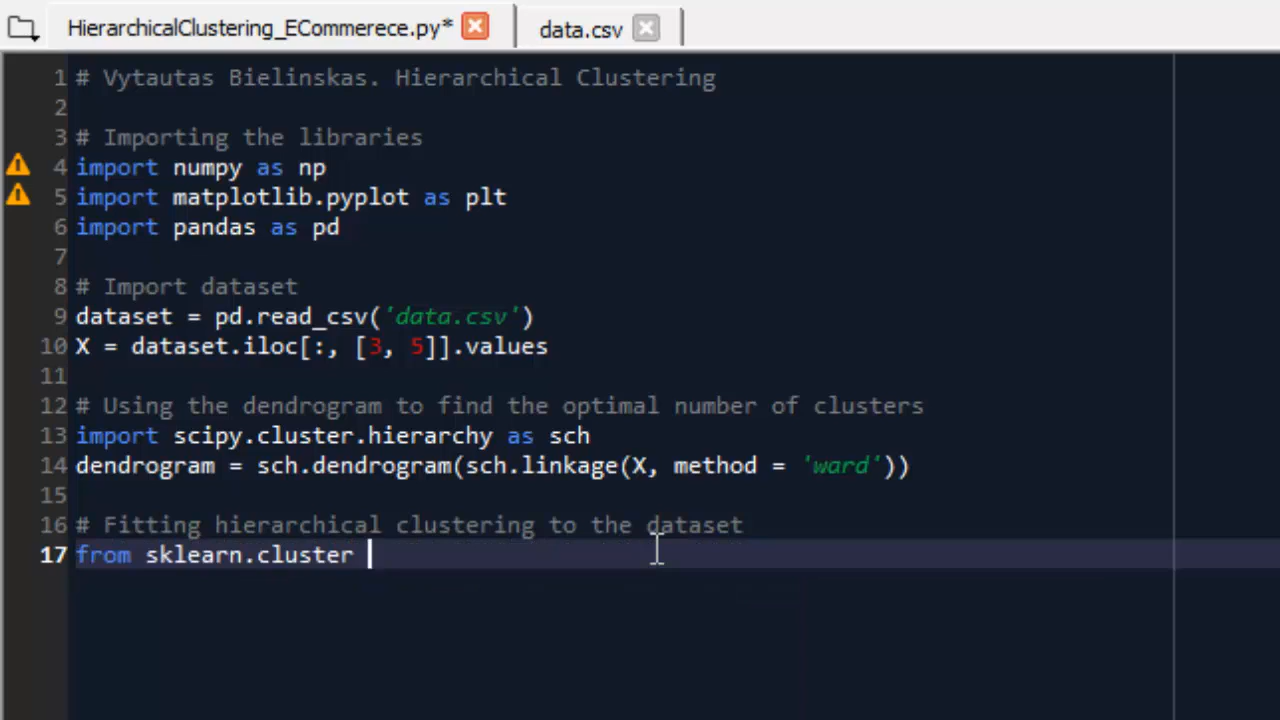 HierarchicalClustering_ECommerece.py* data.csv
1 # Vytautas Bielinskas. Hierarchical Clustering
2
3 # Importing the libraries
4 import numpy as np
5 import matplotlib.pyplot as plt
6 import pandas as pd
7
8 # Import dataset
9 dataset = pd.read_csv('data.csv')
10 X = dataset.iloc[:, [3, 5]].values
11
12 # Using the dendrogram to find the optimal number of clusters
13 import scipy.cluster.hierarchy as sch
14 dendrogram = sch.dendrogram(sch.linkage(X, method = 'ward'))
15
16 # Fitting hierarchical clustering to the dataset
17 from sklearn.cluster